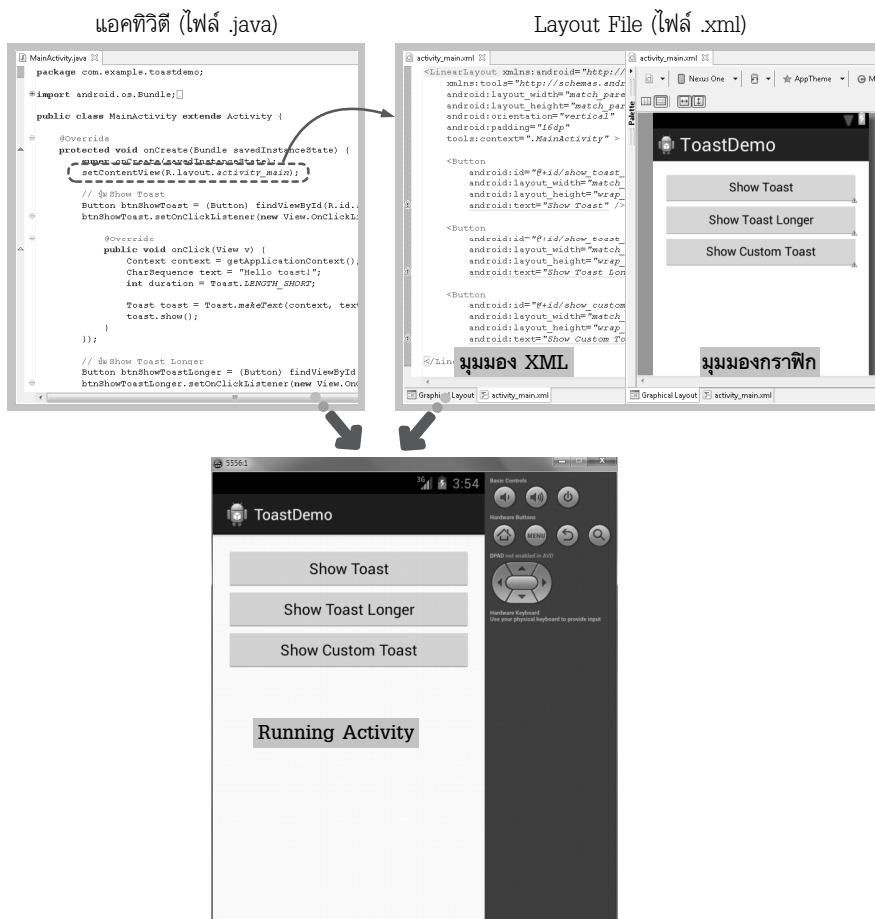 แอคทิวิตี (ไฟล์ .java)
Layout File (ไฟล์ .xml)
MainActivity.java
package com.example.toastdemo;
import android.os.Bundle;
public class MainActivity extends Activity {
@Override
protected void onCreate(Bundle savedInstanceState) {
super.onCreate(savedInstanceState);
setContentView(R.layout.activity_main);
// ปุ่ม Show Toast
Button btnShowToast = (Button) findViewById(R.id..
btnShowToast.setOnClickListener(new View.OnClickLi
@Override
public void onClick(View v) {
Context context = getApplicationContext();
CharSequence text = "Hello toast!";
int duration = Toast.LENGTH_SHORT;
Toast toast = Toast.makeText(context, tex
toast.show();
}
});
// ปุ่ม Show Toast Longer
Button btnShowToastLonger = (Button) findViewById
btnShowToastLonger.setOnClickListener(new View.OnC
activity_main.xml
<LinearLayout xmlns:android="http://
xmlns:tools="http://schemas.andr
android:layout_width="match_pare
android:layout_height="match_par
android:orientation="vertical"
android:padding="16dp"
tools:context=".MainActivity" >
<Button
android:id="@+id/show_toast_
android:layout_width="match_
android:layout_height="wrap_
android:text="Show Toast" />
<Button
android:id="@+id/show_toast_
android:layout_width="match_
android:layout_height="wrap_
android:text="Show Toast Lon
<Button
android:id="@+id/show_custom
android:layout_width="match_
android:layout_height="wrap_
android:text="Show Custom To
</Lin
มุมมอง XML
Graphical Layout activity_main.xml
activity_main.xml
Nexus One AppTheme M
Palette
ToastDemo
Show Toast
Show Toast Longer
Show Custom Toast
มุมมองกราฟิก
Graphical Layout activity_main.xml
5556:1
3G 3:54
ToastDemo
Show Toast
Show Toast Longer
Show Custom Toast
Running Activity
Basic Controls
Hardware Buttons
MENU
DPAD not enabled in AVD
Hardware Keyboard
Use your physical keyboard to provide input